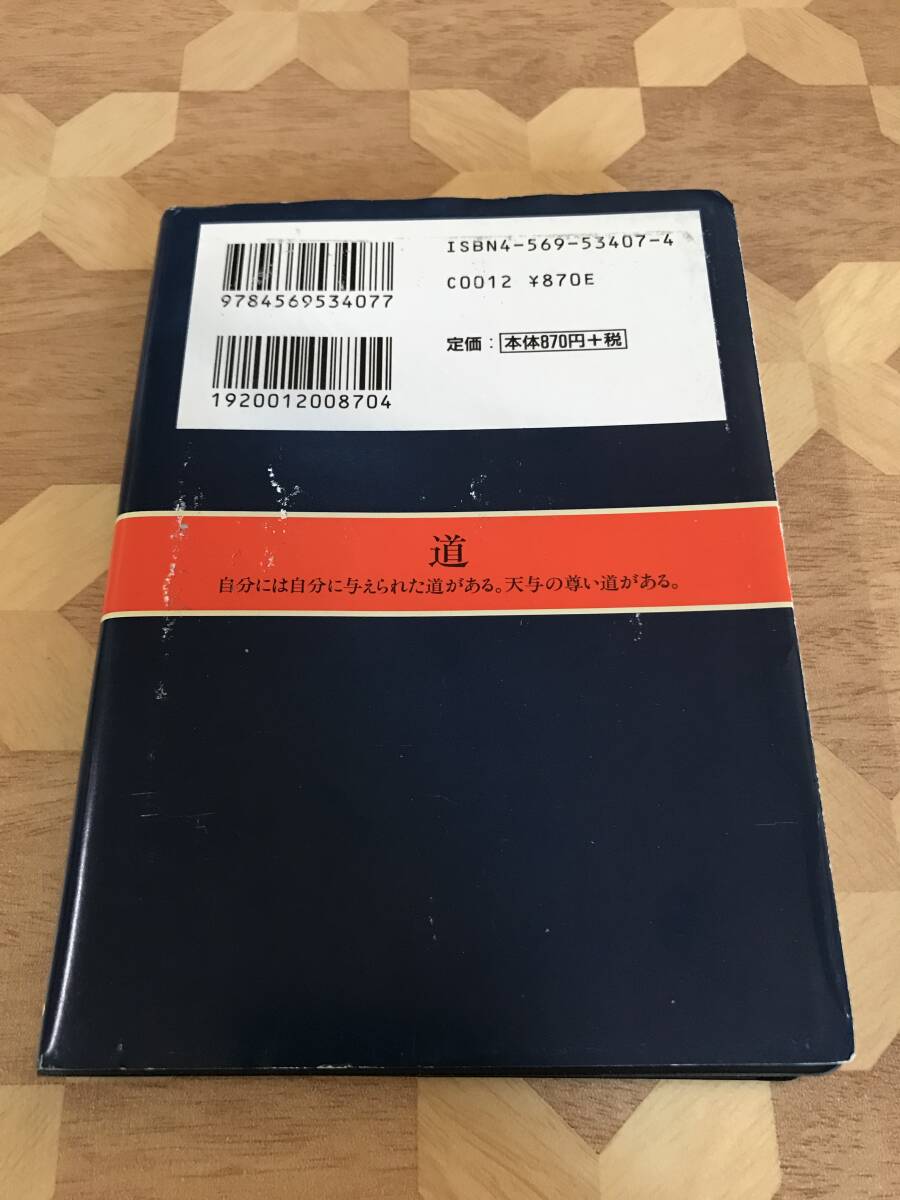 ISBN4-569-53407-4
9784569534077
C0012 ¥870E
定価：本体870円+税
1920012008704
道
自分には自分に与えられた道がある。天与の尊い道がある。